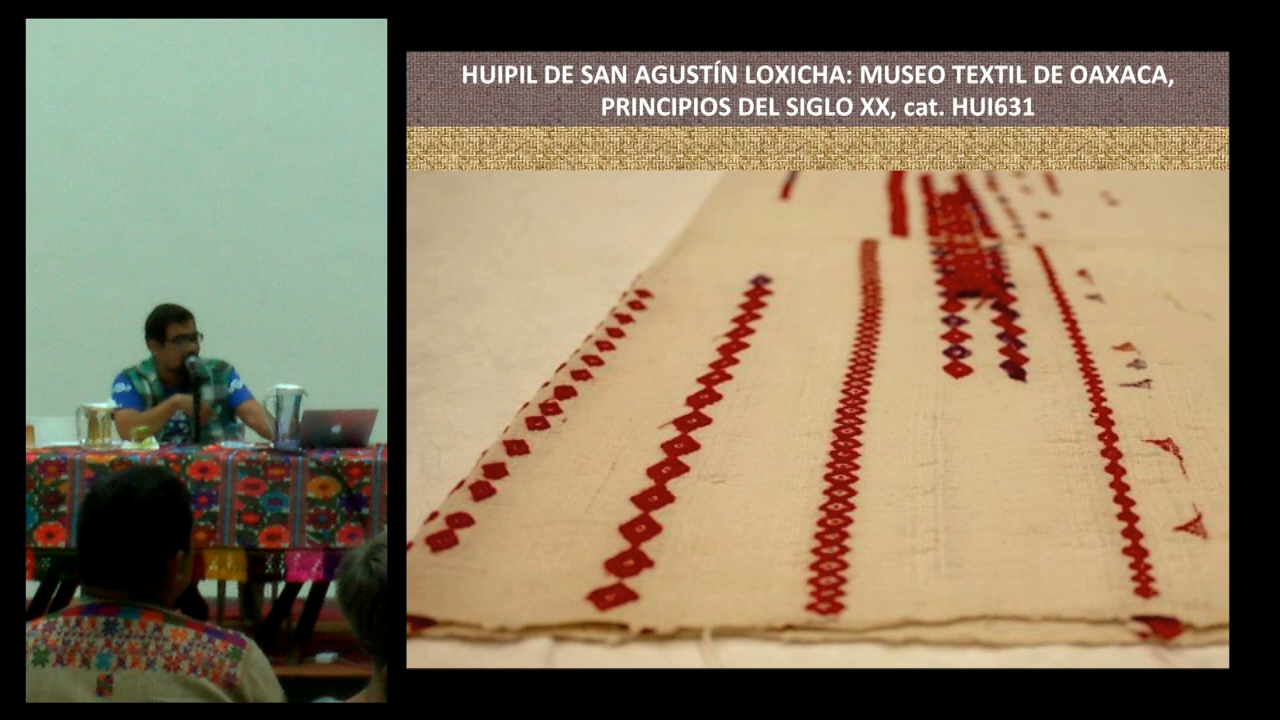 HUIPIL DE SAN AGUSTÍN LOXICHA: MUSEO TEXTIL DE OAXACA,
PRINCIPIOS DEL SIGLO XX, cat. HUI631